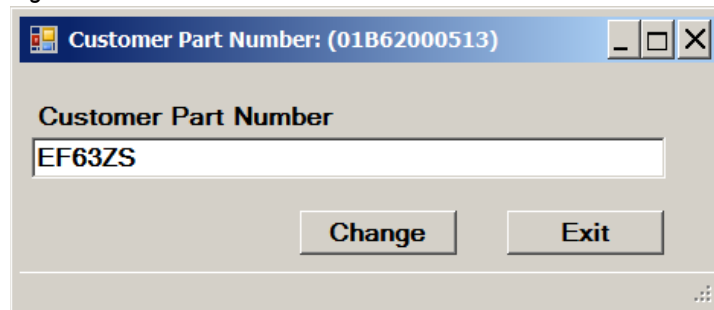 Customer Part Number: (01B62000513)
Customer Part Number
EF63ZS
Change Exit